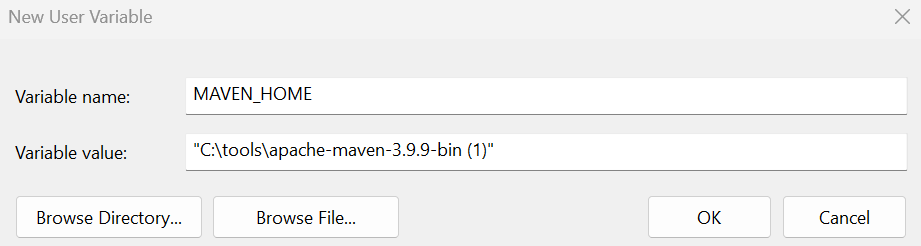 New User Variable
Variable name: MAVEN_HOME
Variable value: "C:\tools\apache-maven-3.9.9-bin (1)"
Browse Directory... Browse File... OK Cancel